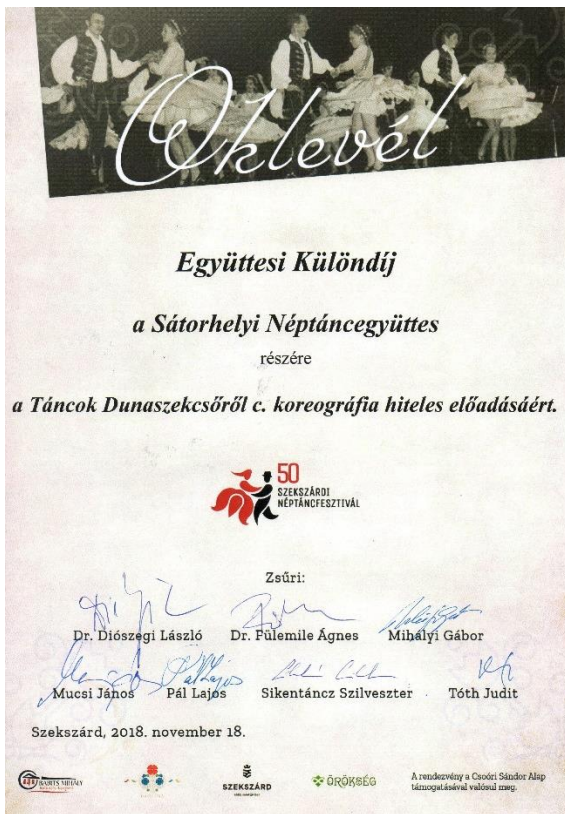 Oklevél
Együttesi Különdíj
a Sátorhelyi Néptáncegyüttes
részére
a Táncok Dunaszekcsőről c. koreográfia hiteles előadásáért.
50
SZEKSZÁRDI
NÉPTÁNCFESZTIVÁL
Zsűri:
Dr. Diószegi László Dr. Fülemile Ágnes Mihályi Gábor
Mucsi János Pál Lajos Sikentáncz Szilveszter Tóth Judit
Szekszárd, 2018. november 18.
BABITS MIHÁLY
SZEKSZÁRD
ÖRÖKSÉG
A rendezvény a Csoóri Sándor Alap
támogatásával valósul meg.